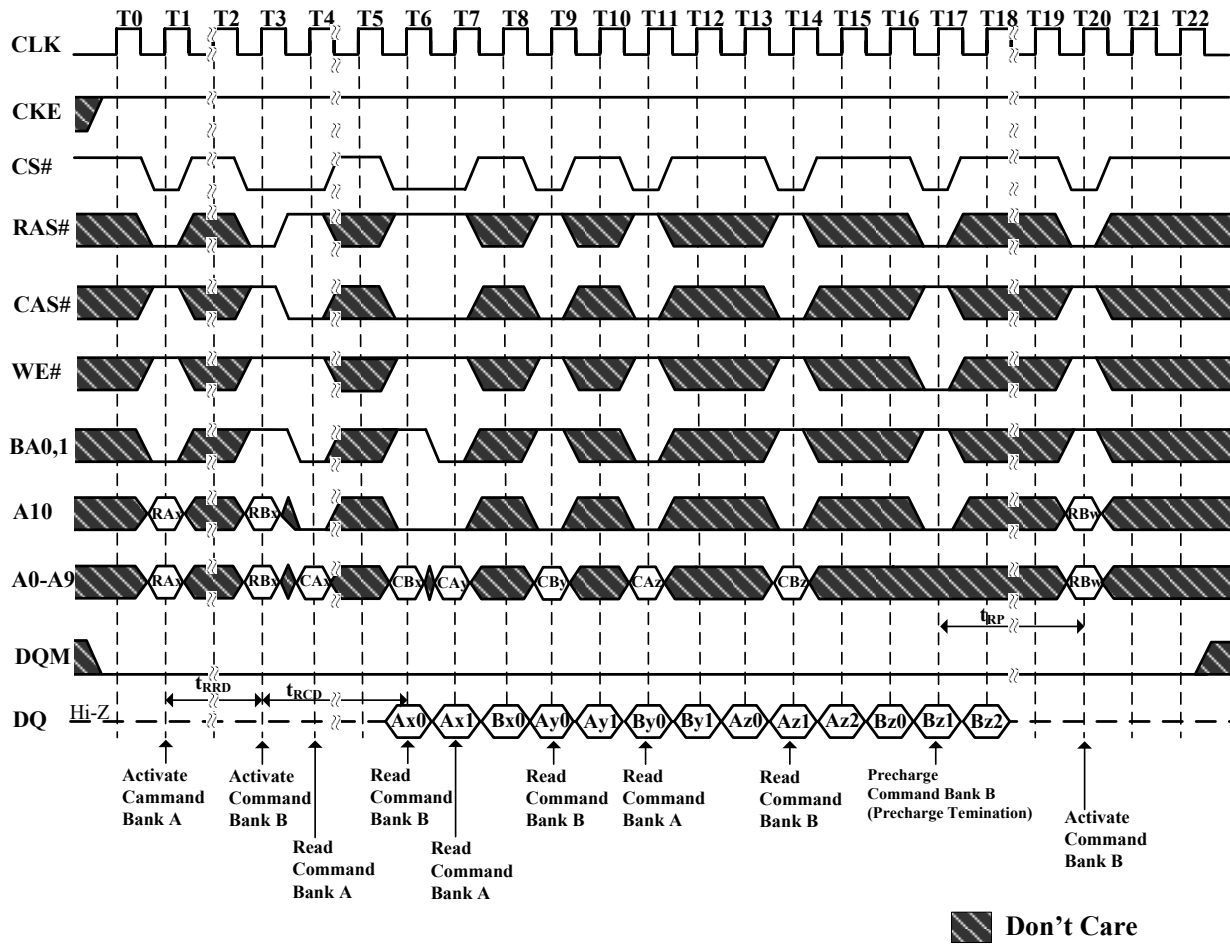 T0 T1 T2 T3 T4 T5 T6 T7 T8 T9 T10 T11 T12 T13 T14 T15 T16 T17 T18 T19 T20 T21 T22
CLK
CKE
CS#
RAS#
CAS#
WE#
BA0,1
A10 RAx RBx RBw
A0-A9 RAx RBx CAx CBx CAy CBy CAz CBz RBw
tRP
DQM
tRRD tRCD
DQ Hi-Z Ax0 Ax1 Bx0 Ay0 Ay1 By0 By1 Az0 Az1 Az2 Bz0 Bz1 Bz2
Activate
Cammand
Bank A
Activate
Command
Bank B
Read
Command
Bank A
Read
Command
Bank B
Read
Command
Bank A
Read
Command
Bank B
Read
Command
Bank A
Read
Command
Bank B
Precharge
Command Bank B
(Precharge Temination)
Activate
Command
Bank B
Don't Care